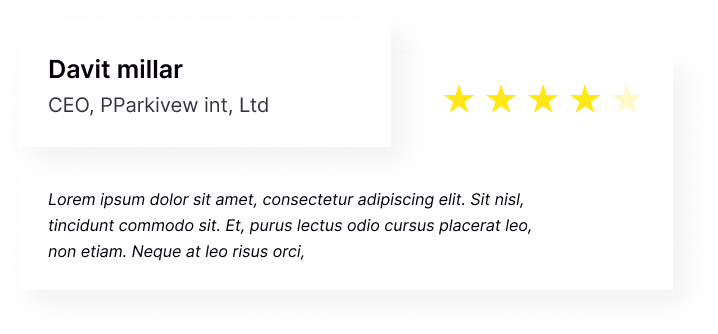 Davit millar
CEO, PParkivew int, Ltd
Lorem ipsum dolor sit amet, consectetur adipiscing elit. Sit nisl,
tincidunt commodo sit. Et, purus lectus odio cursus placerat leo,
non etiam. Neque at leo risus orci,